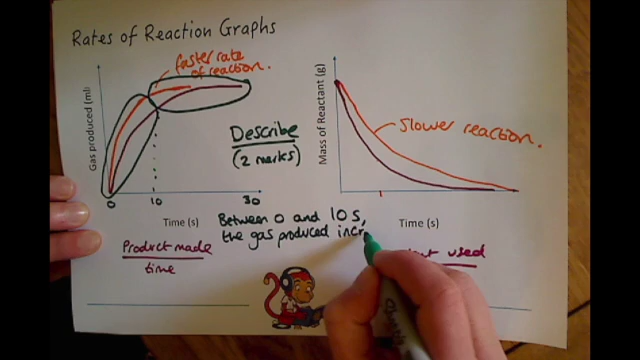 Rates of Reaction Graphs
faster rate
of reaction.
Gas produced (ml)
0
10
30
Time (s)
Product made
time
Describe
(2 marks)
Mass of Reactant (g)
Slower reaction.
Time (s)
used
Between 0 and 10s,
the gas produced incr